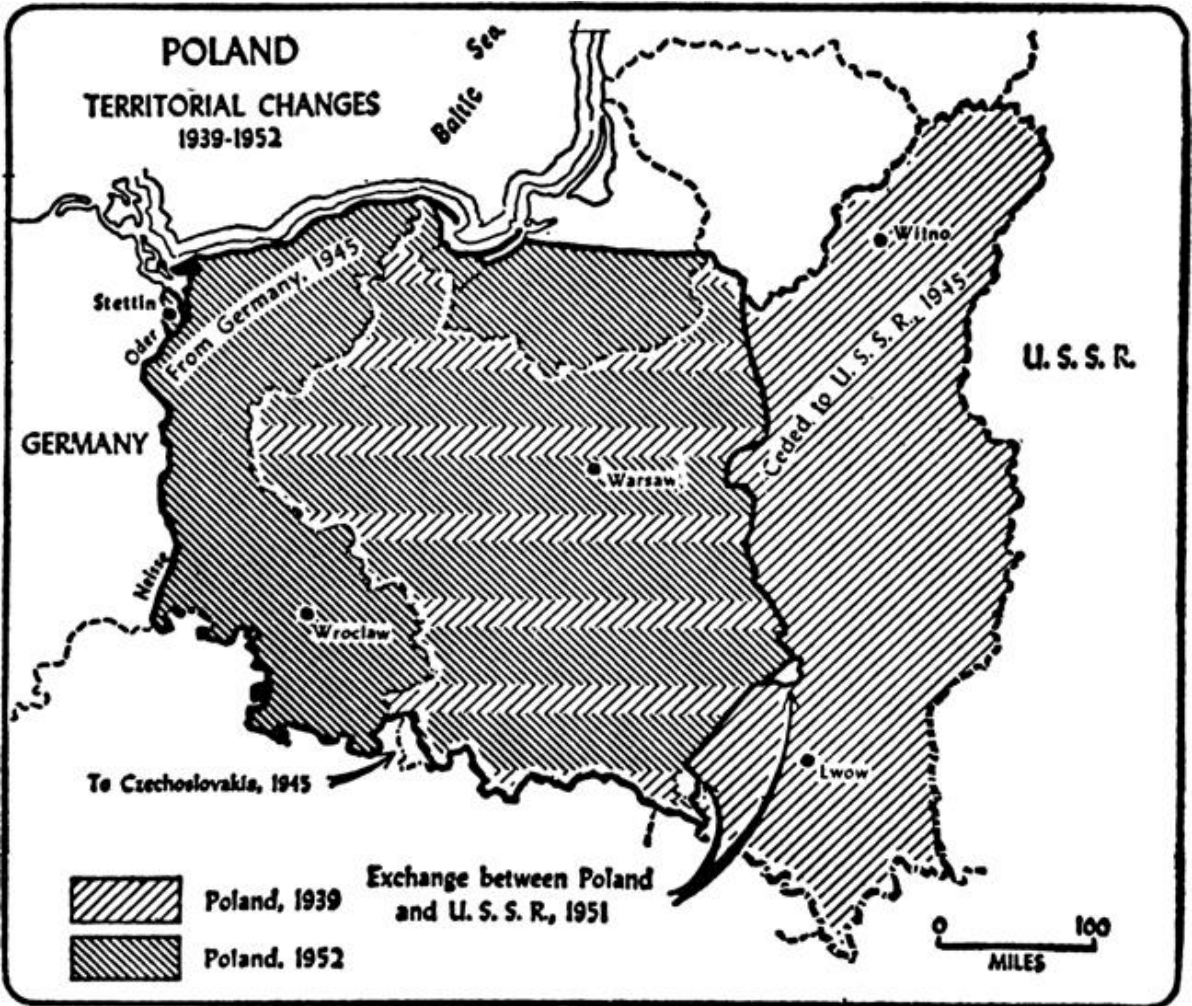 POLAND
TERRITORIAL CHANGES
1939-1952
Baltic Sea
From Germany, 1945
Stettin
Oder
GERMANY
Neisse
Wroclaw
Warsaw
Wilno
Ceded to U. S. S. R., 1945
U. S. S. R.
Lwow
To Czechoslovakia, 1945
Exchange between Poland
and U. S. S. R., 1951
Poland, 1939
Poland, 1952
0 100
MILES